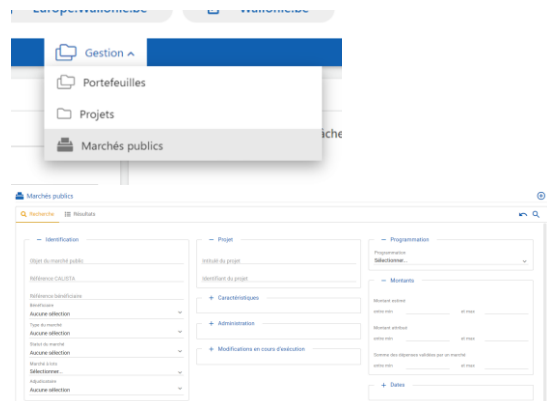 Europe.Wallonie.be
Wallonie.be
Gestion
Portefeuilles
Projets
Marchés publics
Marchés publics
Recherche
Résultats
Identification
Objet du marché public
Référence CALISTA
Référence bénéficiaire
Bénéficiaire
Aucune sélection
Type du marché
Aucune sélection
Statut du marché
Aucune sélection
Marché à lots
Sélectionner...
Adjudicataire
Aucune sélection
Projet
Intitulé du projet
Identifiant du projet
+ Caractéristiques
+ Administration
+ Modifications en cours d'exécution
Programmation
Programmation
Sélectionner...
Montants
Montant estimé
entre min
et max
Montant attribué
entre min
et max
Somme des dépenses validées par un marché
entre min
et max
+ Dates